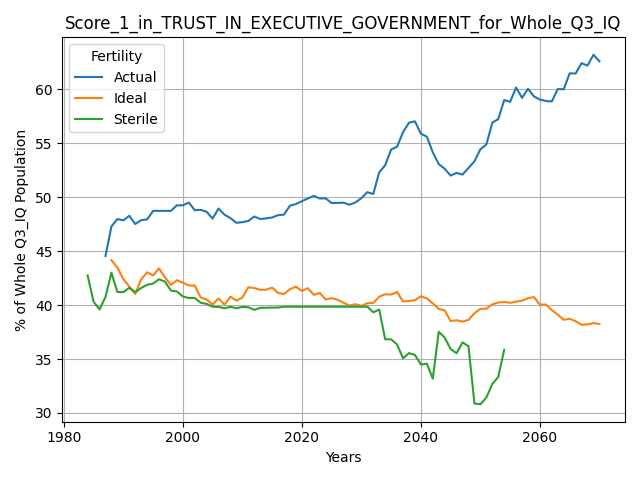 Score_1_in_TRUST_IN_EXECUTIVE_GOVERNMENT_for_Whole_Q3_IQ
Fertility
Actual
Ideal
Sterile
% of Whole Q3_IQ Population
60
55
50
45
40
35
30
1980
2000
2020
2040
2060
Years